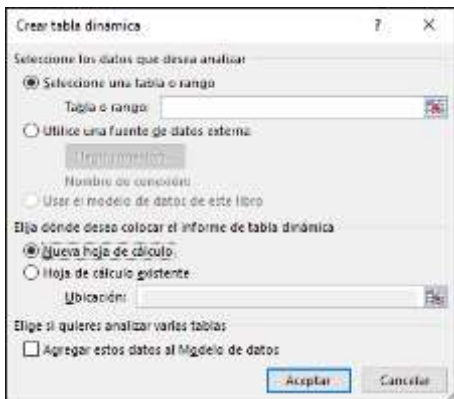 Crear tabla dinámica ? ×
Seleccione los datos que desea analizar
Seleccione una tabla o rango
Tabla o rango:
Utilice una fuente de datos externa
Nombre de conexión:
Usar el modelo de datos de este libro
Elija dónde desea colocar el informe de tabla dinámica
Nueva hoja de cálculo
Hoja de cálculo existente
Ubicación:
Elige si quieres analizar varias tablas
Agregar estos datos al Modelo de datos
Aceptar Cancelar